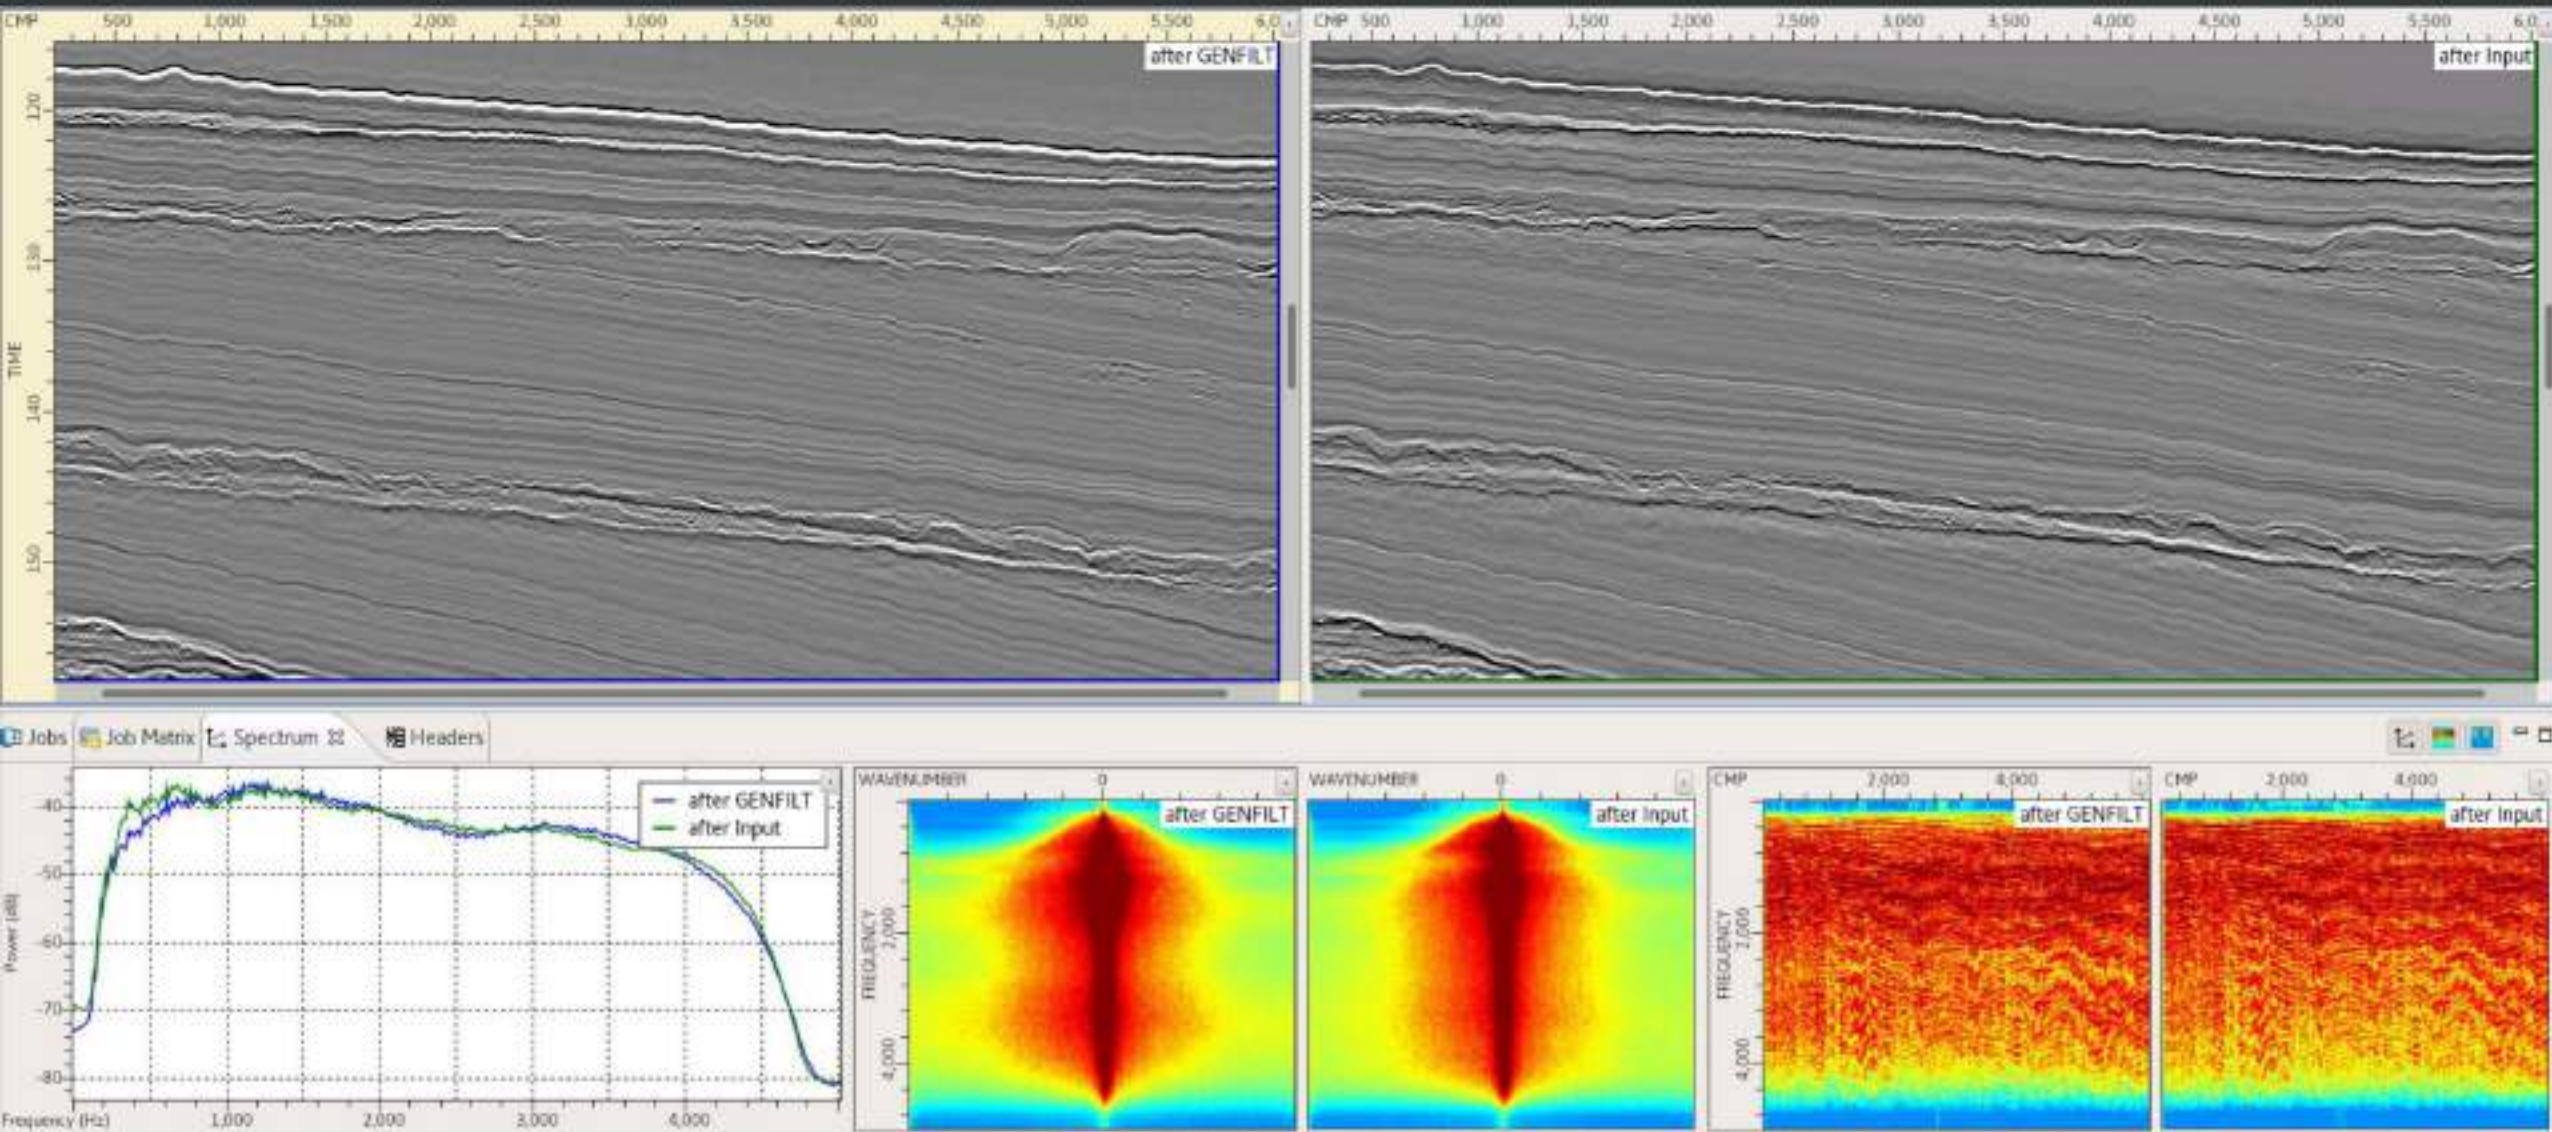 CMP 500 1,000 1,500 2,000 2,500 3,000 3,500 4,000 4,500 5,000 5,500 6,0
after GENFILT
TIME
120
130
140
150
CMP 500 1,000 1,500 2,000 2,500 3,000 3,500 4,000 4,500 5,000 5,500 6,0
after Input
Jobs Job Matrix Spectrum Headers
Power (dB)
-40
-50
-60
-70
-80
after GENFILT
after Input
Frequency (Hz) 1,000 2,000 3,000 4,000
WAVENUMBER 0
after GENFILT
FREQUENCY
2,000
4,000
WAVENUMBER 0
after Input
CMP 2,000 4,000
after GENFILT
FREQUENCY
2,000
4,000
CMP 2,000 4,000
after Input